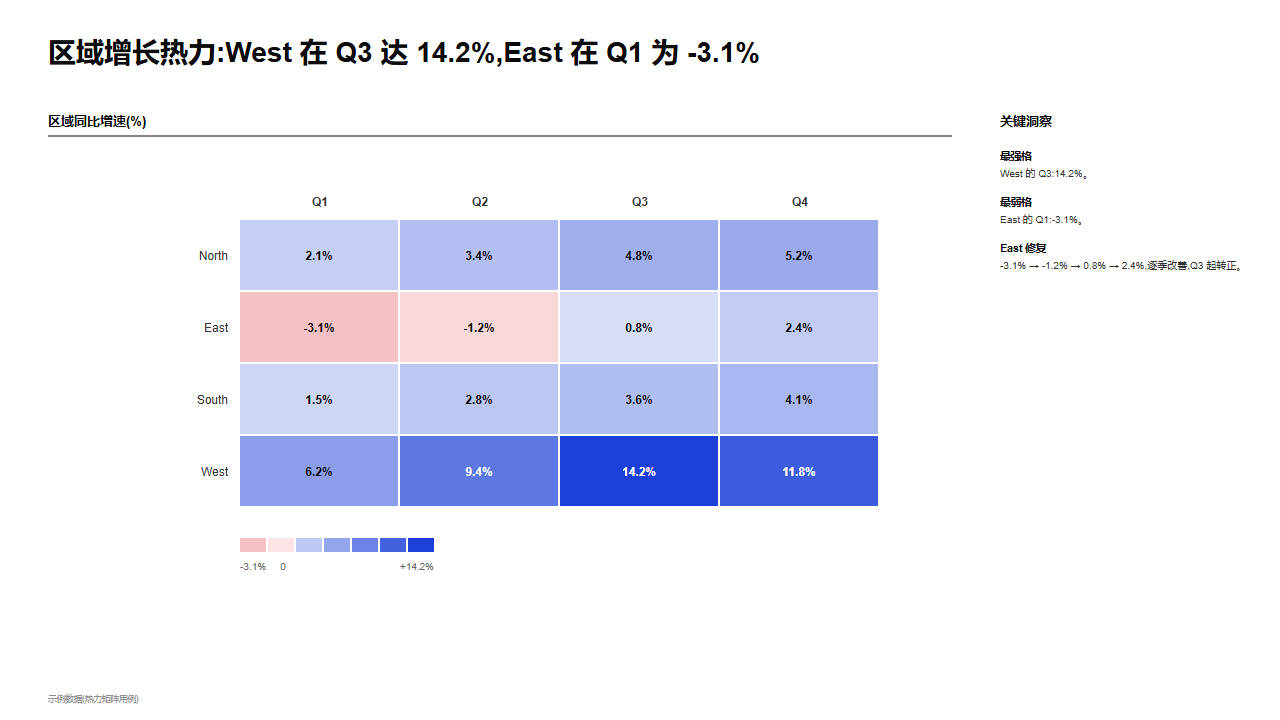 区域增长热力:West 在 Q3 达 14.2%,East 在 Q1 为 -3.1%
区域同比增速(%)
Q1 Q2 Q3 Q4
North 2.1% 3.4% 4.8% 5.2%
East -3.1% -1.2% 0.8% 2.4%
South 1.5% 2.8% 3.6% 4.1%
West 6.2% 9.4% 14.2% 11.8%
-3.1% 0 +14.2%
关键洞察
最强格
West 的 Q3:14.2%。
最弱格
East 的 Q1:-3.1%。
East 修复
-3.1% → -1.2% → 0.8% → 2.4%,逐季改善,Q3 起转正。
示例数据(热力矩阵用例)